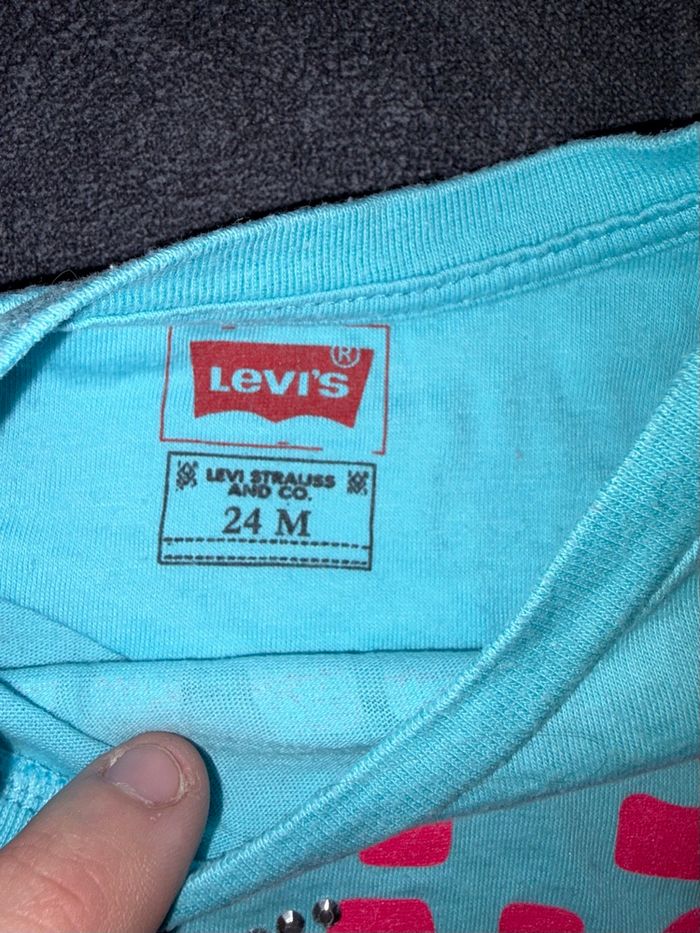 LEVI'S ®
LEVI STRAUSS
AND CO.
24 M